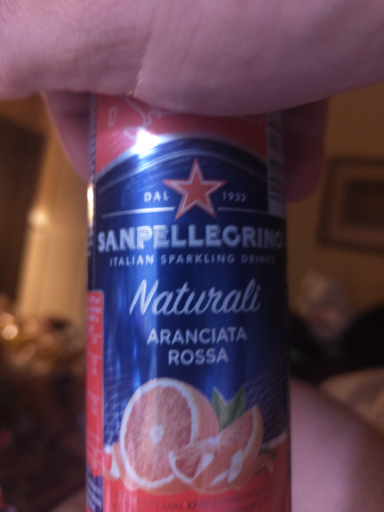 DAL 1932
SANPELLEGRINO
ITALIAN SPARKLING DRINKS
Naturali
ARANCIATA
ROSSA